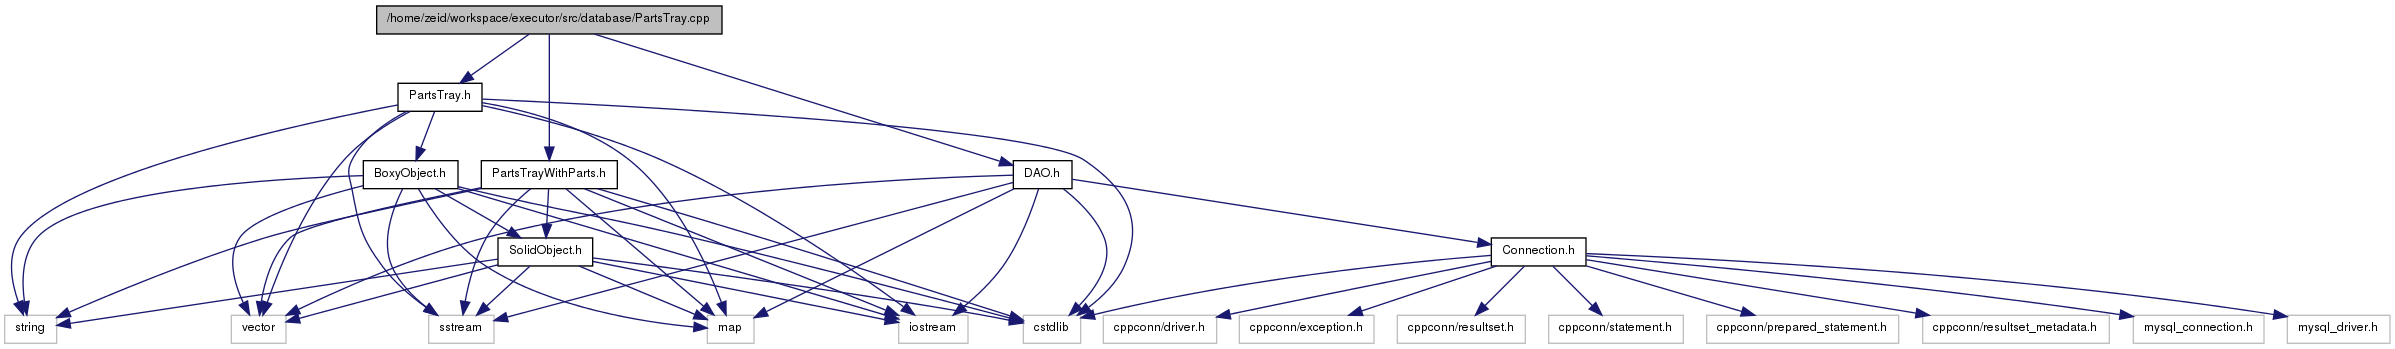 /home/zeid/workspace/executor/src/database/PartsTray.cpp
PartsTray.h
BoxyObject.h
PartsTrayWithParts.h
DAO.h
SolidObject.h
Connection.h
string
vector
sstream
map
iostream
cstdlib
cppconn/driver.h
cppconn/exception.h
cppconn/resultset.h
cppconn/statement.h
cppconn/prepared_statement.h
cppconn/resultset_metadata.h
mysql_connection.h
mysql_driver.h